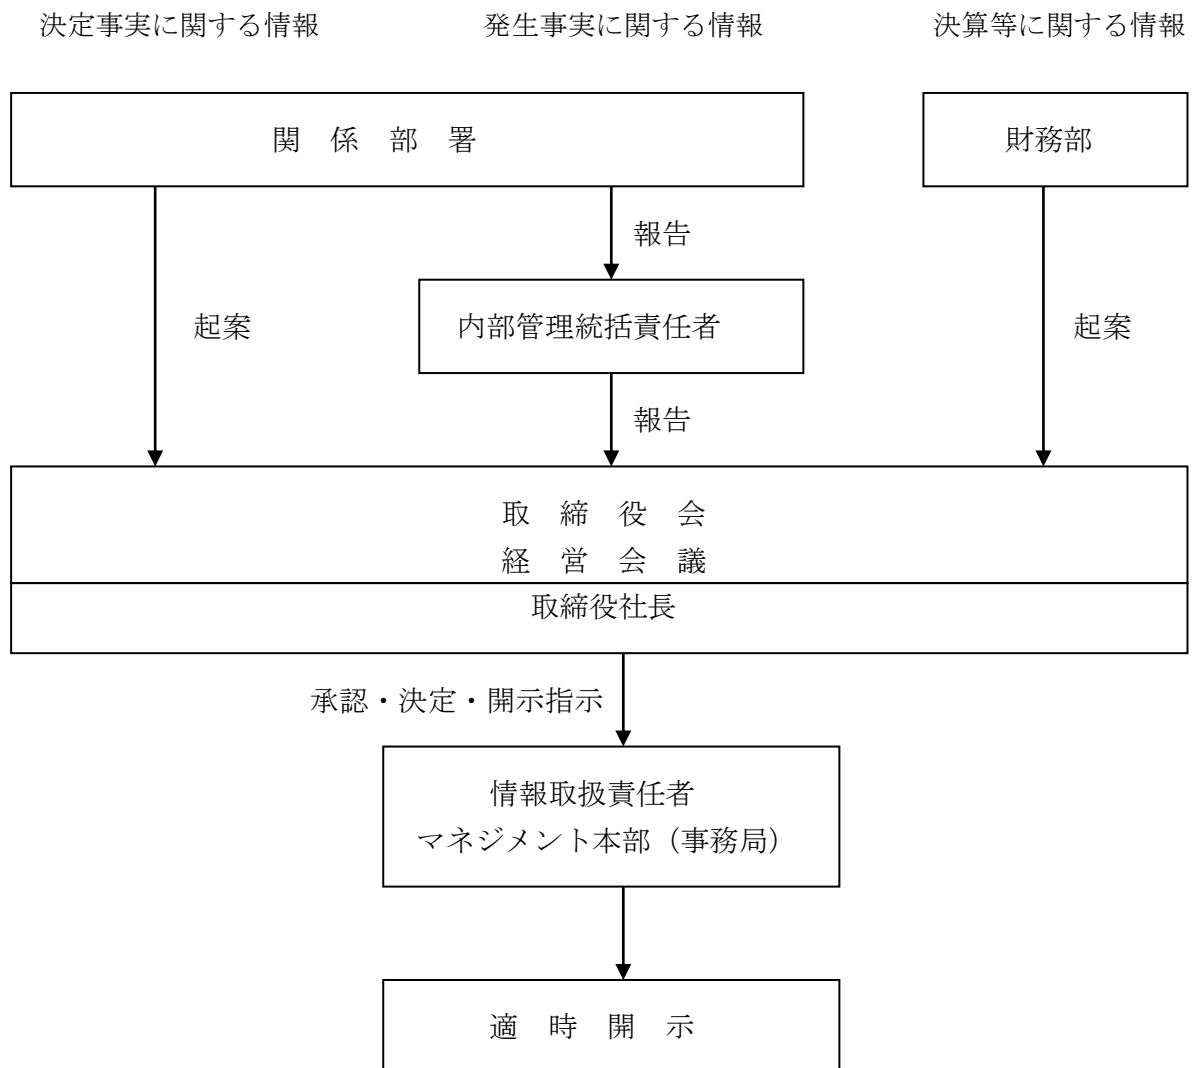 決定事実に関する情報
発生事実に関する情報
決算等に関する情報
関 係 部 署
財務部
報告
起案
内部管理統括責任者
起案
報告
取 締 役 会
経 営 会 議
取締役社長
承認・決定・開示指示
情報取扱責任者
マネジメント本部（事務局）
適 時 開 示